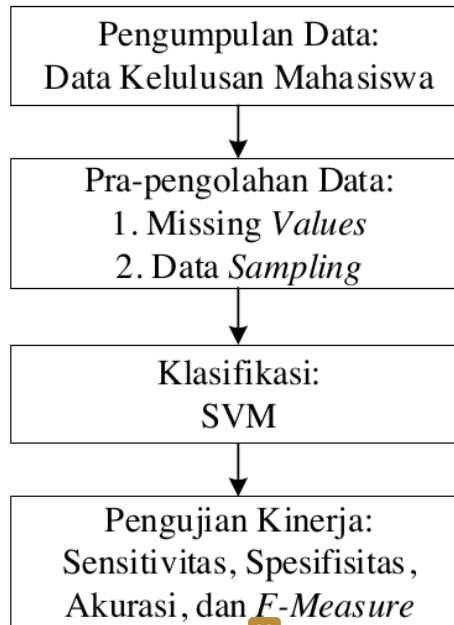 Pengumpulan Data:
Data Kelulusan Mahasiswa
Pra-pengolahan Data:
1. Missing Values
2. Data Sampling
Klasifikasi:
SVM
Pengujian Kinerja:
Sensitivitas, Spesifisitas,
Akurasi, dan F-Measure